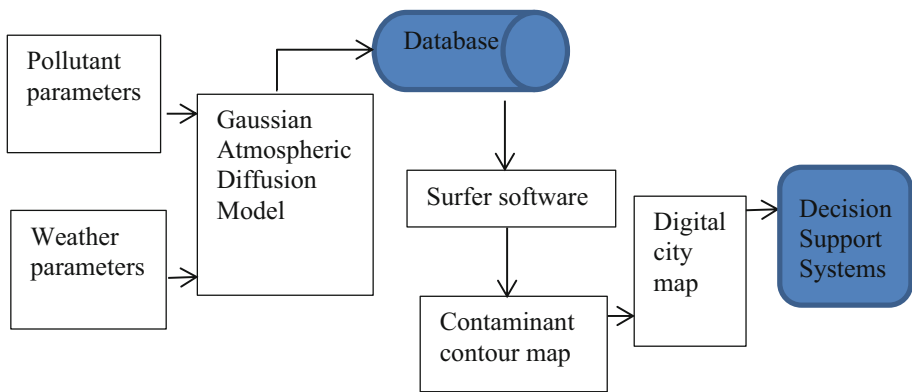 Pollutant
parameters
Weather
parameters
Gaussian
Atmospheric
Diffusion
Model
Database
Surfer software
Contaminant
contour map
Digital
city
map
Decision
Support
Systems